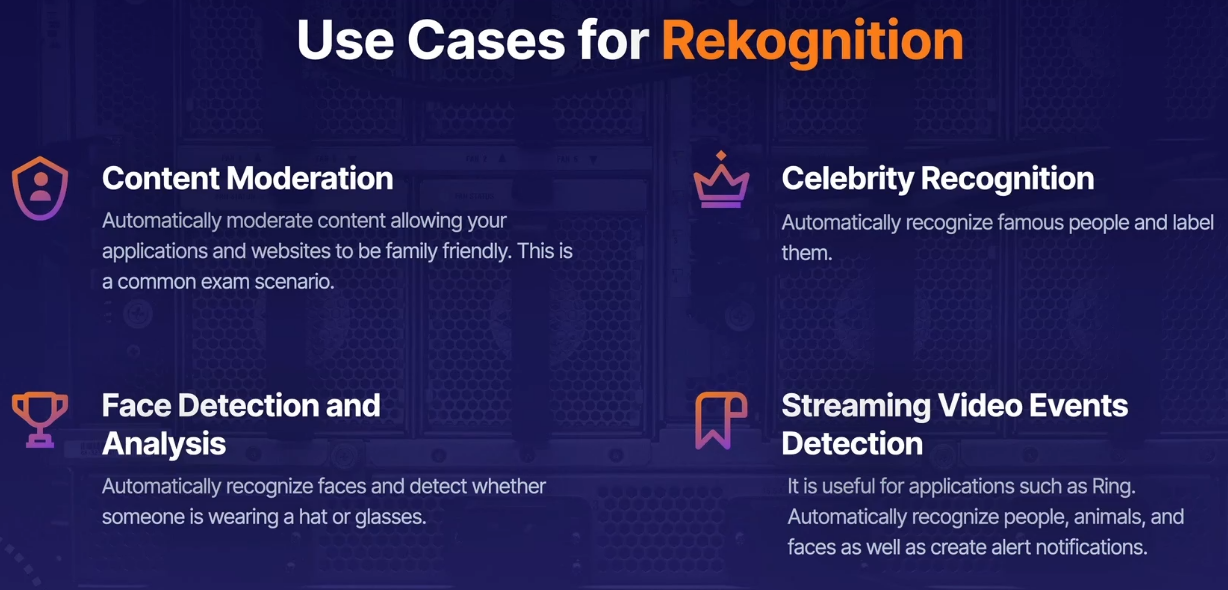 Use Cases for Rekognition
Content Moderation
Automatically moderate content allowing your
applications and websites to be family friendly. This is
a common exam scenario.
Celebrity Recognition
Automatically recognize famous people and label
them.
Face Detection and
Analysis
Automatically recognize faces and detect whether
someone is wearing a hat or glasses.
Streaming Video Events
Detection
It is useful for applications such as Ring.
Automatically recognize people, animals, and
faces as well as create alert notifications.